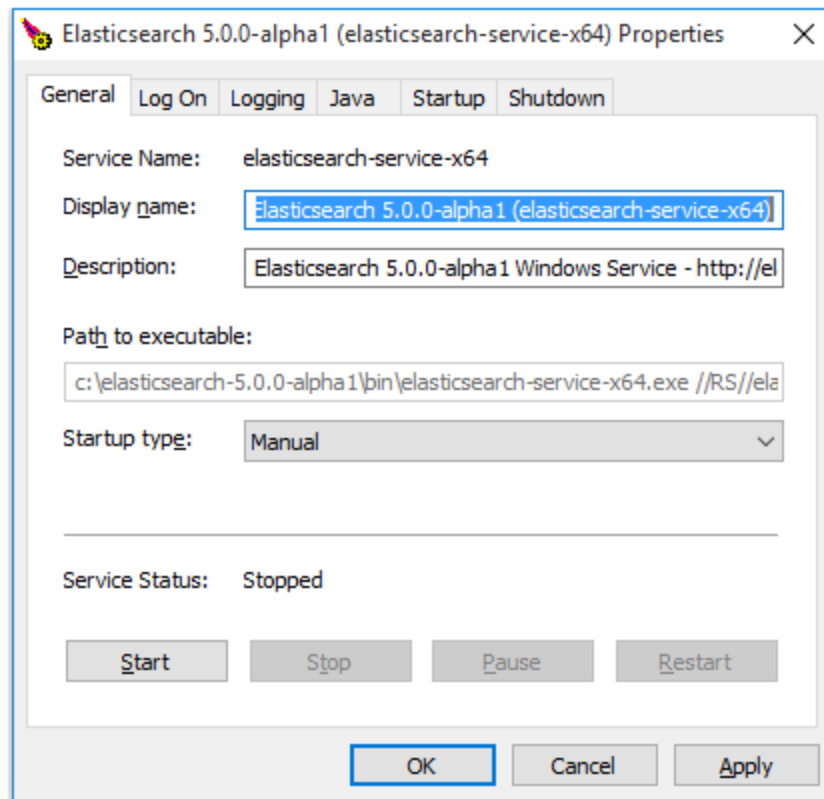 Elasticsearch 5.0.0-alpha1 (elasticsearch-service-x64) Properties
General Log On Logging Java Startup Shutdown
Service Name: elasticsearch-service-x64
Display name: Elasticsearch 5.0.0-alpha1 (elasticsearch-service-x64)
Description: Elasticsearch 5.0.0-alpha1 Windows Service - http://el
Path to executable:
c:\elasticsearch-5.0.0-alpha1\bin\elasticsearch-service-x64.exe //RS//ela
Startup type: Manual
Service Status: Stopped
Start Stop Pause Restart
OK Cancel Apply